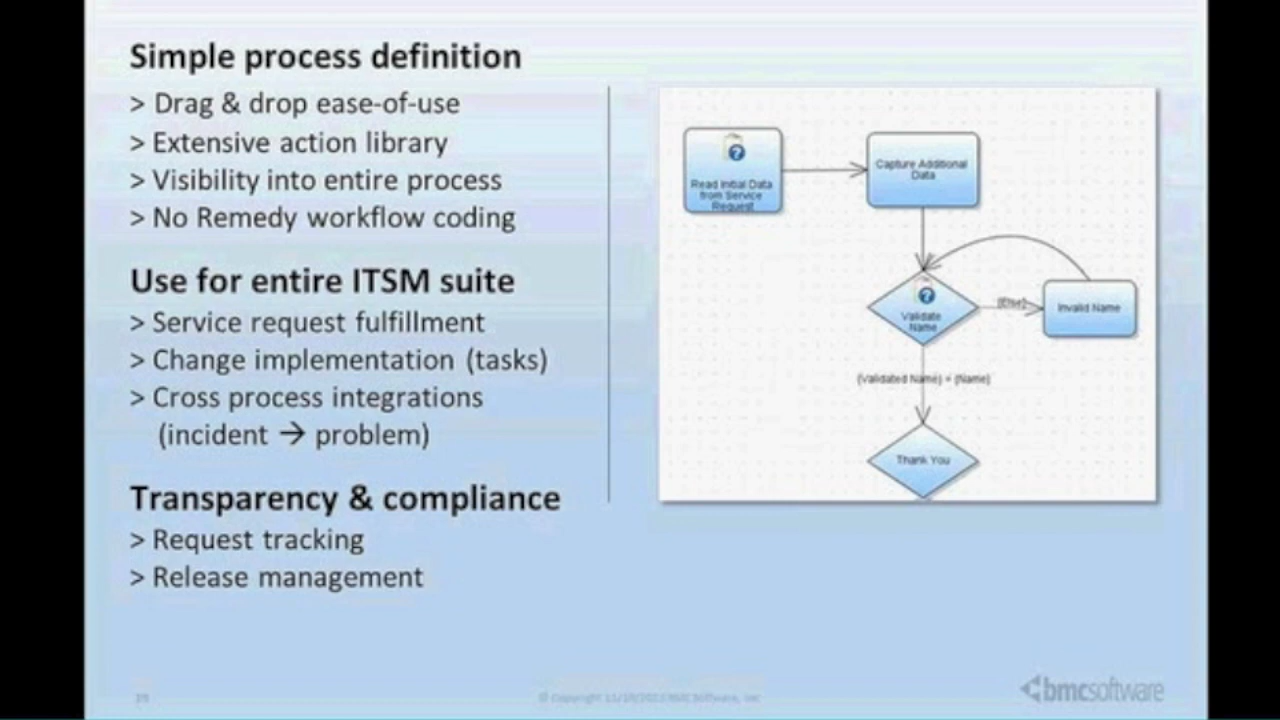 Simple process definition
> Drag & drop ease-of-use
> Extensive action library
> Visibility into entire process
> No Remedy workflow coding
Use for entire ITSM suite
> Service request fulfillment
> Change implementation (tasks)
> Cross process integrations
(incident → problem)
Transparency & compliance
> Request tracking
> Release management
Read Initial Data
from Service
Request
Capture Additional
Data
Validate
Name
(Else)
Invalid Name
(Validated Name) = (Name)
Thank You
© Copyright
bmcsoftware